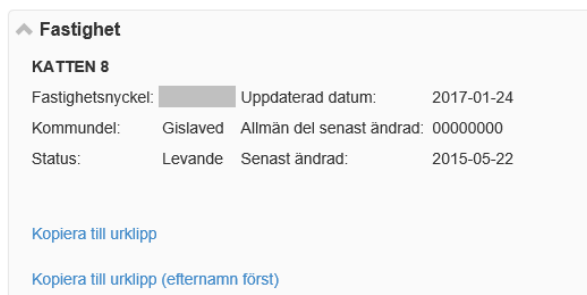 Fastighet
KATTEN 8
Fastighetsnyckel: Uppdaterad datum: 2017-01-24
Kommundel: Gislaved Allmän del senast ändrad: 00000000
Status: Levande Senast ändrad: 2015-05-22
Kopiera till urklipp
Kopiera till urklipp (efternamn först)